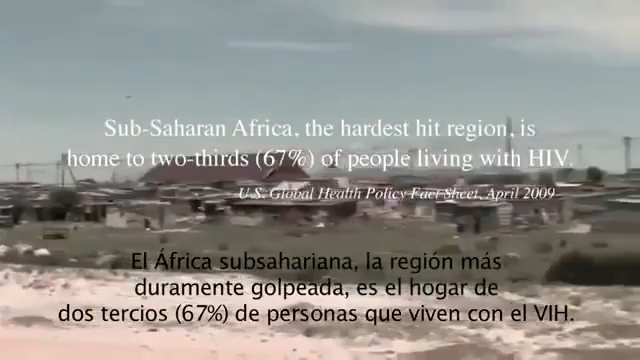 Sub-Saharan Africa, the hardest hit region, is
home to two-thirds (67%) of people living with HIV.
U.S. Global Health Policy Fact Sheet, April 2009
El África subsahariana, la región más
duramente golpeada, es el hogar de
dos tercios (67%) de personas que viven con el VIH.